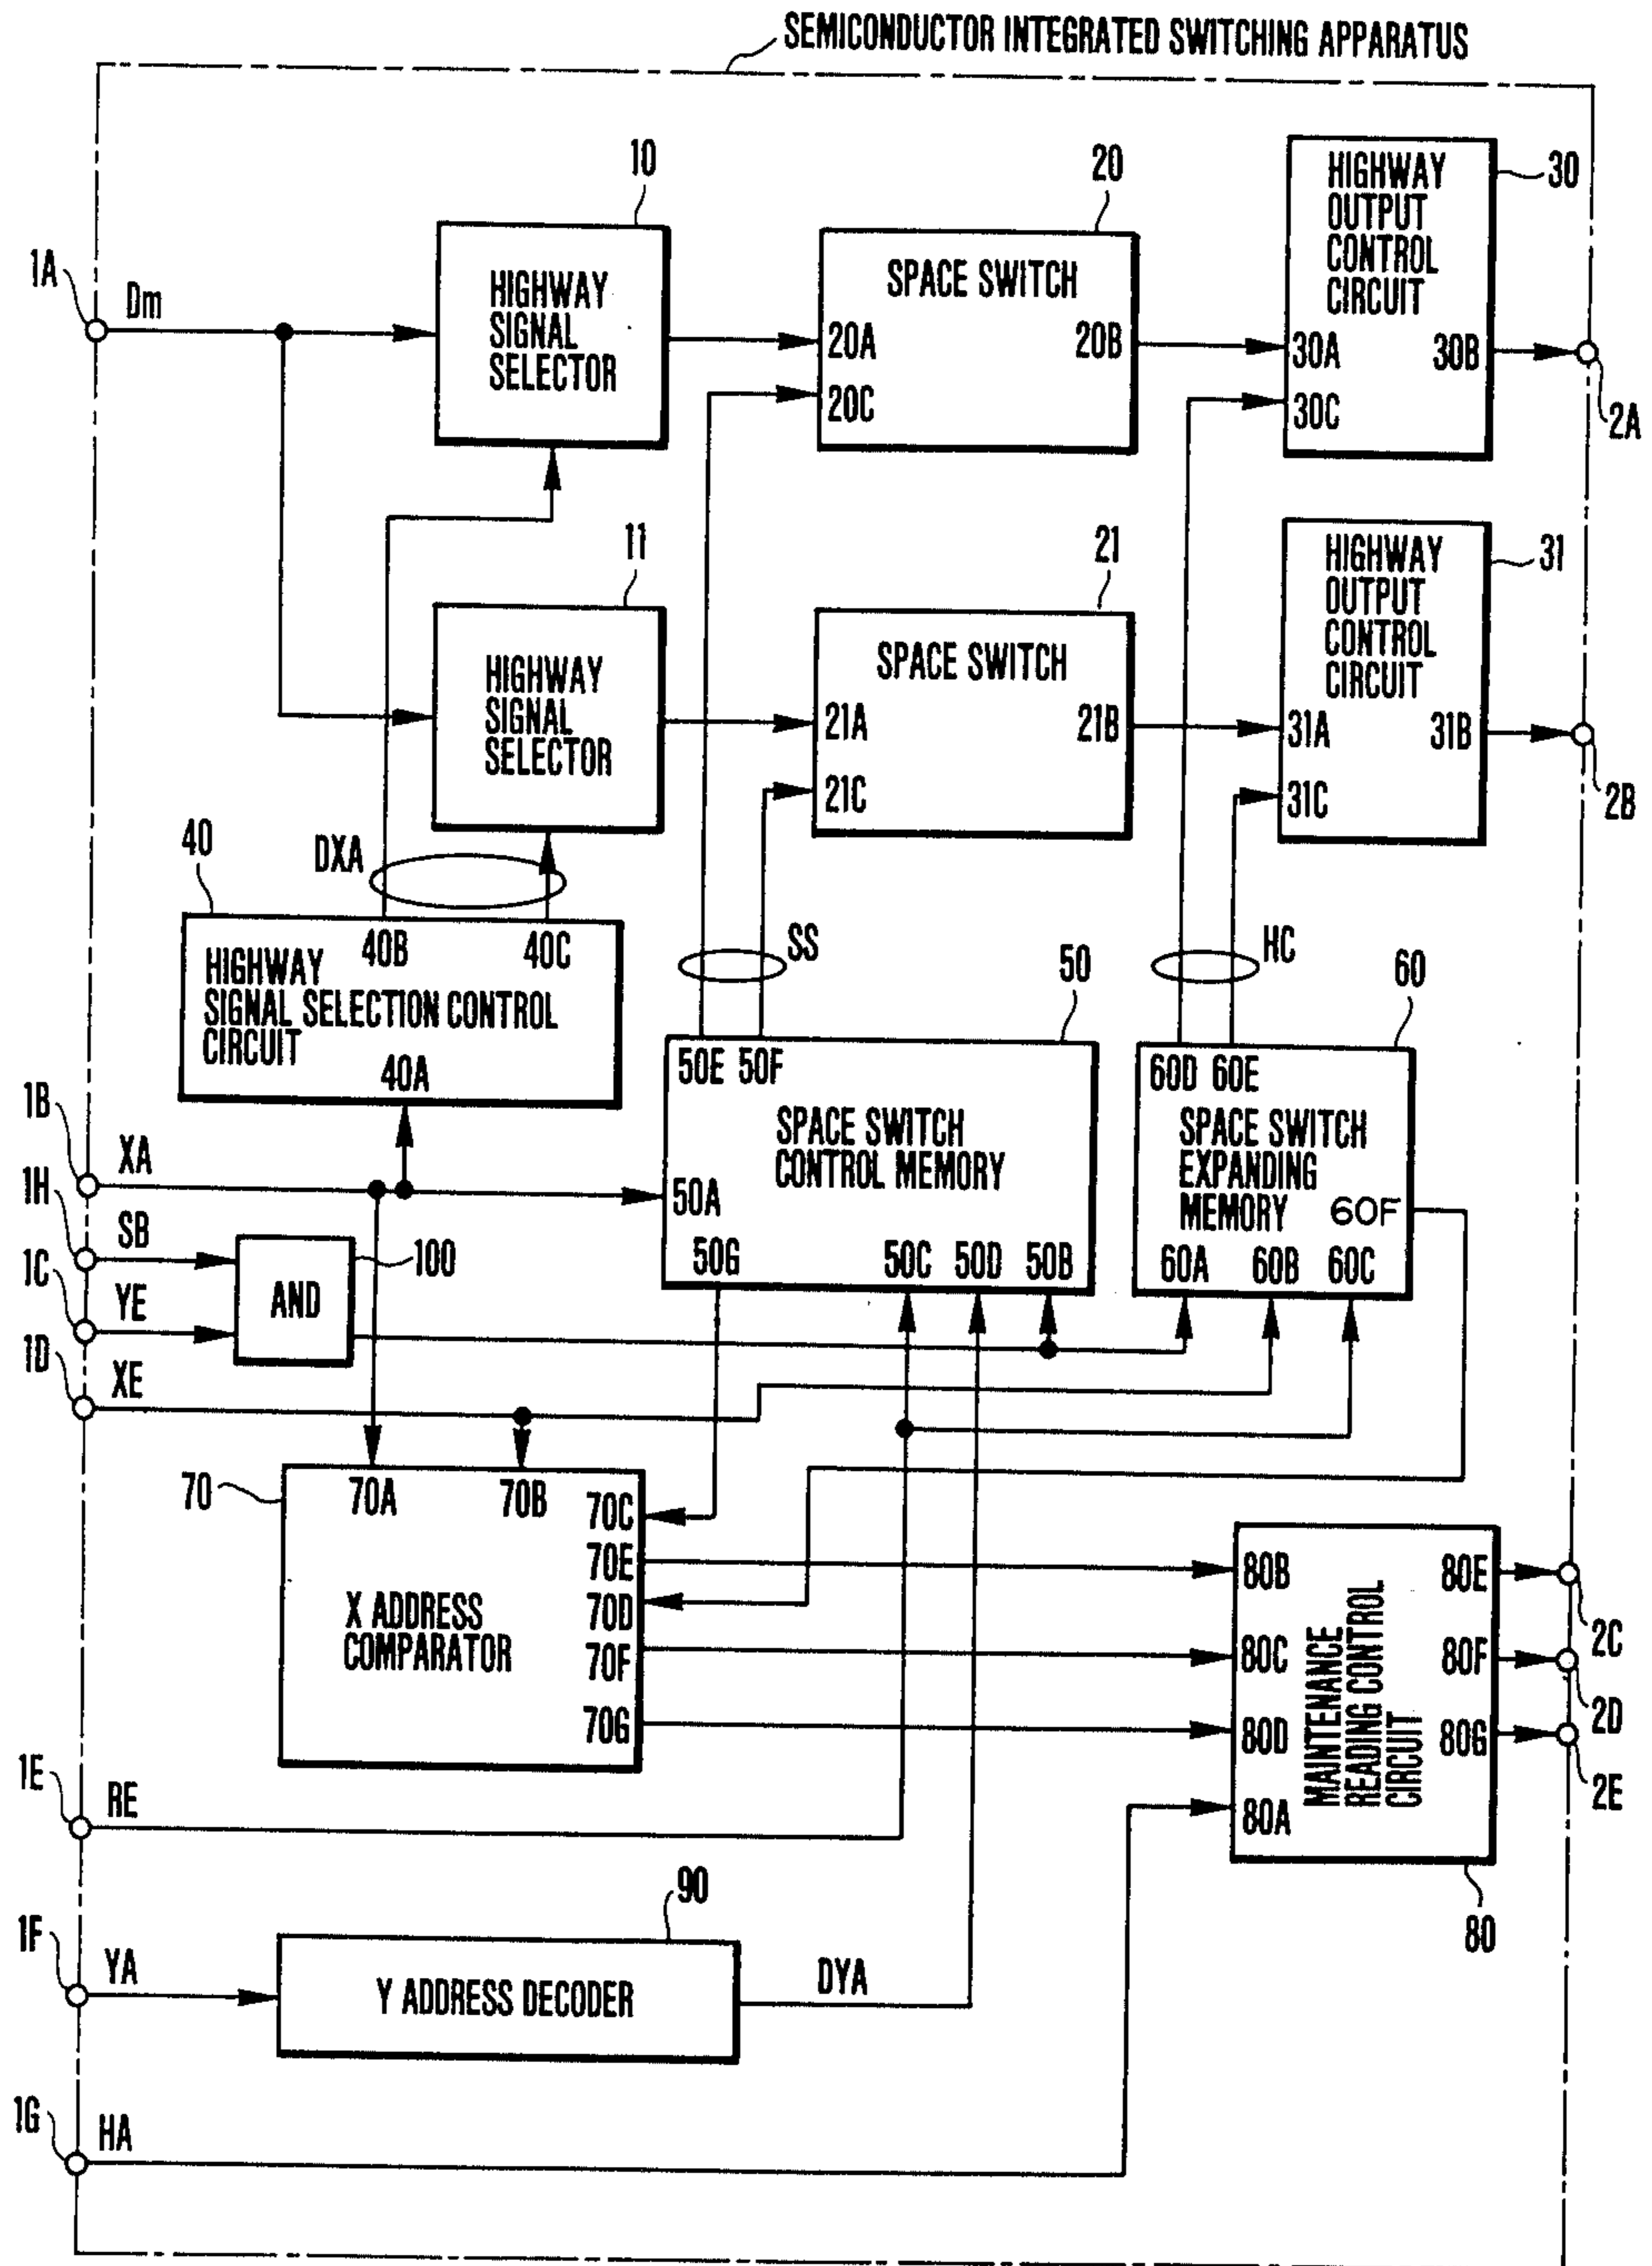 SEMICONDUCTOR INTEGRATED SWITCHING APPARATUS
10
20
30
HIGHWAY
OUTPUT
CONTROL
CIRCUIT
30A
30B
30C
1A
Dm
HIGHWAY
SIGNAL
SELECTOR
SPACE SWITCH
20A
20B
20C
2A
11
21
31
HIGHWAY
OUTPUT
CONTROL
CIRCUIT
31A
31B
31C
HIGHWAY
SIGNAL
SELECTOR
SPACE SWITCH
21A
21B
21C
2B
40
DXA
40B
40C
HIGHWAY
SIGNAL SELECTION CONTROL
CIRCUIT
40A
SS
HC
50
60
50E 50F
SPACE SWITCH
CONTROL MEMORY
50A
50G
50C
50D
50B
60D 60E
SPACE SWITCH
EXPANDING
MEMORY
60F
60A
60B
60C
1B
XA
1H
SB
1C
YE
1D
XE
AND
100
70
70A
70B
70C
70E
70D
70F
70G
X ADDRESS
COMPARATOR
80B
80C
80D
80A
MAINTENANCE
READING CONTROL
CIRCUIT
80E
80F
80G
2C
2D
2E
80
1E
RE
90
1F
YA
Y ADDRESS DECODER
DYA
1G
HA